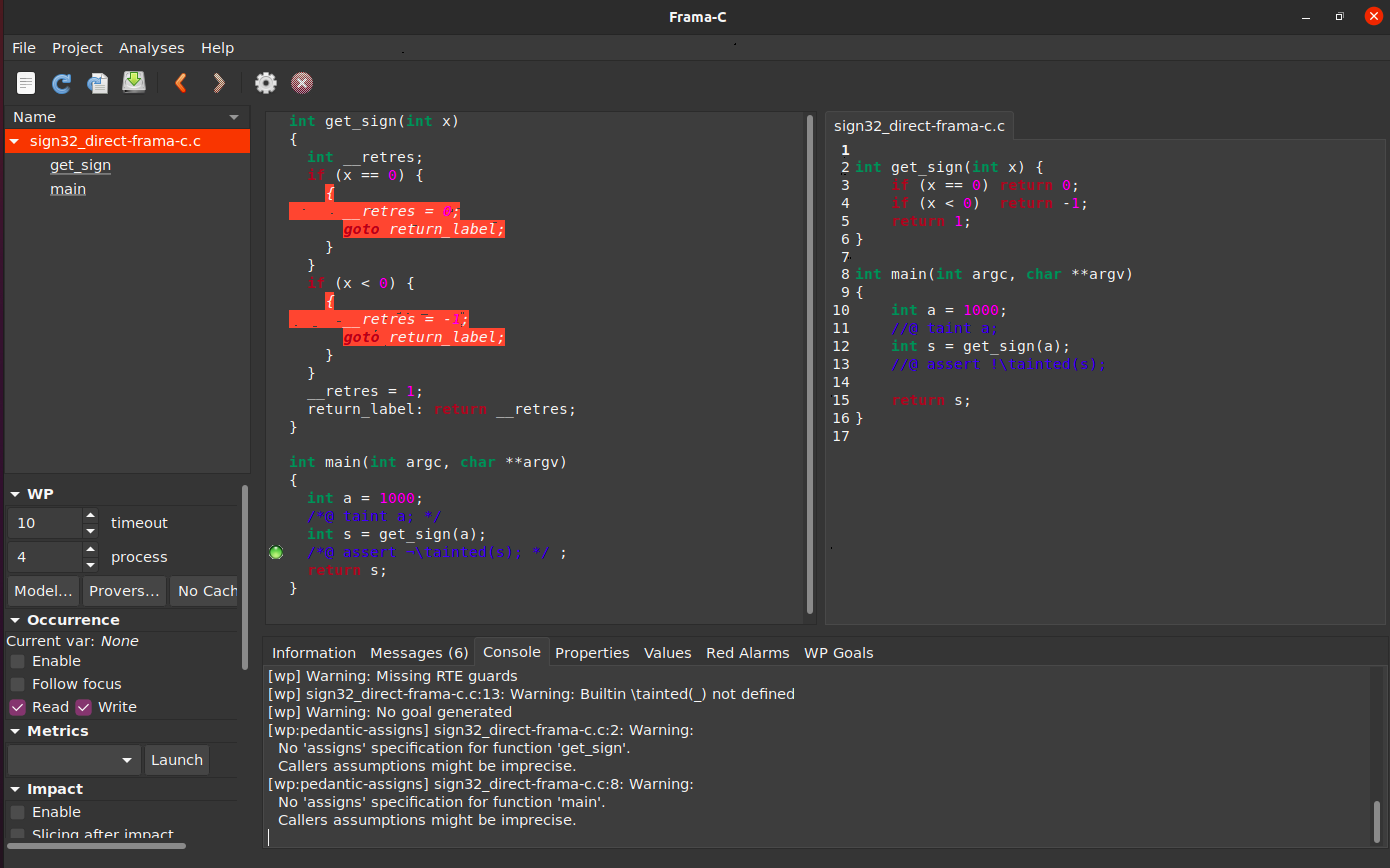 Frama-C
File Project Analyses Help
Name
sign32_direct-frama-c.c
get_sign
main
int get_sign(int x)
{
  int __retres;
  if (x == 0) {
    {
      __retres = 0;
      goto return_label;
    }
  }
  if (x < 0) {
    {
      __retres = -1;
      goto return_label;
    }
  }
  __retres = 1;
  return_label: return __retres;
}
int main(int argc, char **argv)
{
  int a = 1000;
  /*@ taint a; */
  int s = get_sign(a);
  /*@ assert ¬\tainted(s); */ ;
  return s;
}
sign32_direct-frama-c.c
1
2 int get_sign(int x) {
3     if (x == 0) return 0;
4     if (x < 0)  return -1;
5     return 1;
6 }
7
8 int main(int argc, char **argv)
9 {
10     int a = 1000;
11     //@ taint a;
12     int s = get_sign(a);
13     //@ assert !\tainted(s);
14
15     return s;
16 }
17
WP
10 timeout
4 process
Model... Provers... No Cach
Occurrence
Current var: None
Enable
Follow focus
Read Write
Metrics
Launch
Impact
Enable
Slicing after impact
Information Messages (6) Console Properties Values Red Alarms WP Goals
[wp] Warning: Missing RTE guards
[wp] sign32_direct-frama-c.c:13: Warning: Builtin \tainted(_) not defined
[wp] Warning: No goal generated
[wp:pedantic-assigns] sign32_direct-frama-c.c:2: Warning:
  No 'assigns' specification for function 'get_sign'.
  Callers assumptions might be imprecise.
[wp:pedantic-assigns] sign32_direct-frama-c.c:8: Warning:
  No 'assigns' specification for function 'main'.
  Callers assumptions might be imprecise.